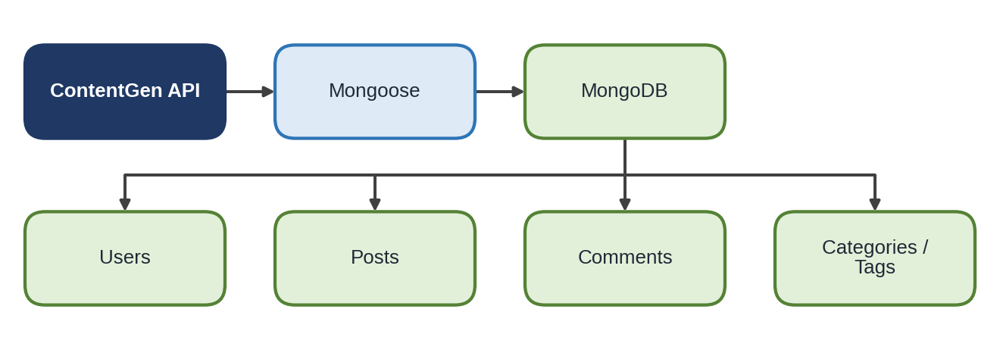 ContentGen API
Mongoose
MongoDB
Users
Posts
Comments
Categories /
Tags